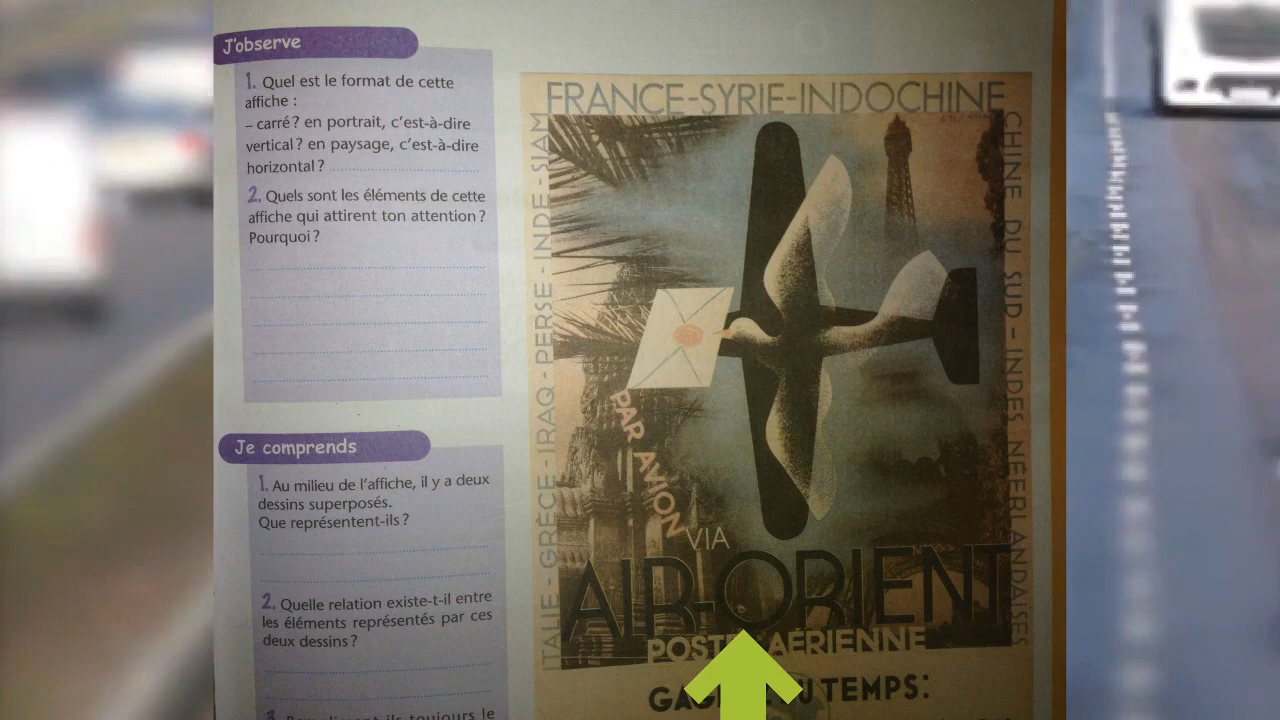 J'observe
1. Quel est le format de cette
affiche :
– carré ? en portrait, c'est-à-dire
vertical ? en paysage, c'est-à-dire
horizontal ?
2. Quels sont les éléments de cette
affiche qui attirent ton attention ?
Pourquoi ?
Je comprends
1. Au milieu de l'affiche, il y a deux
dessins superposés.
Que représentent-ils ?
2. Quelle relation existe-t-il entre
les éléments représentés par ces
deux dessins ?
3.
toujours le
FRANCE-SYRIE-INDOCHINE
ITALIE - GRÈCE - IRAQ - PERSE - INDE - SIAM
CHINE DU SUD - INDES NÉERLANDAISES
PAR AVION
VIA
AIR-ORIENT
POSTE AÉRIENNE
TEMPS: